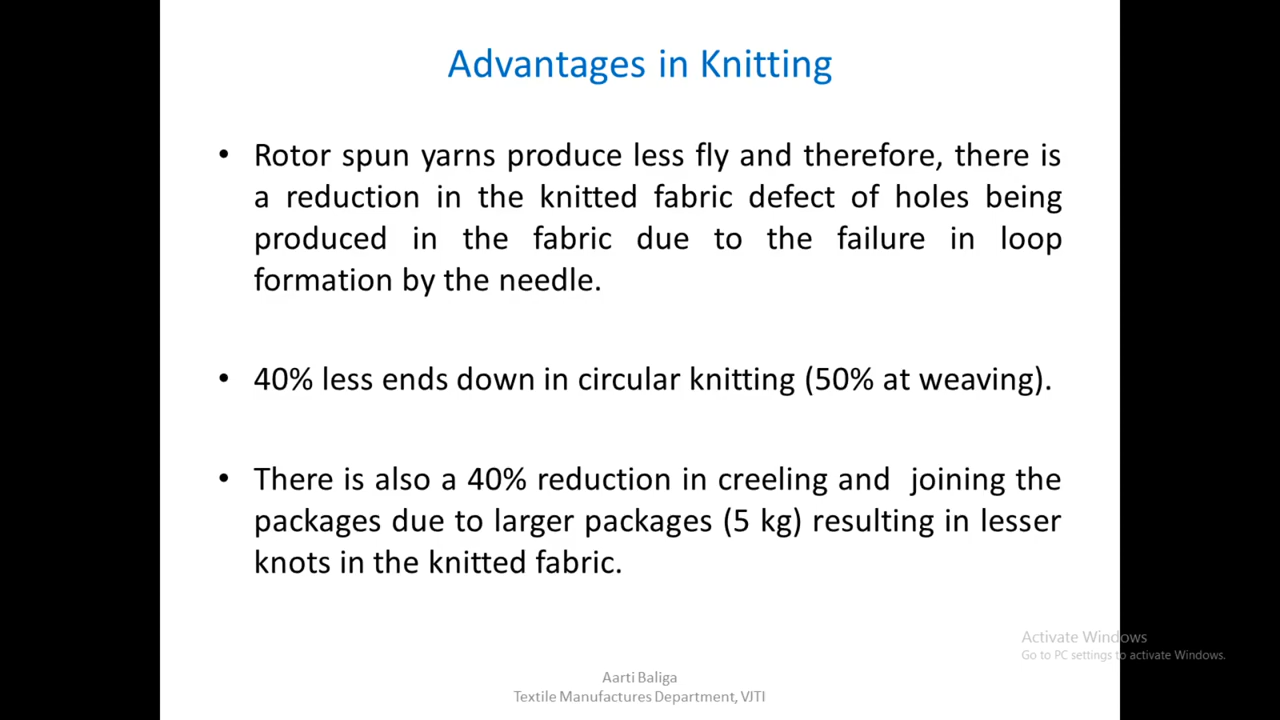 Advantages in Knitting
• Rotor spun yarns produce less fly and therefore, there is
a reduction in the knitted fabric defect of holes being
produced in the fabric due to the failure in loop
formation by the needle.
• 40% less ends down in circular knitting (50% at weaving).
• There is also a 40% reduction in creeling and joining the
packages due to larger packages (5 kg) resulting in lesser
knots in the knitted fabric.
Activate Windows
Go to PC settings to activate Windows.
Aarti Baliga
Textile Manufactures Department, VJTI